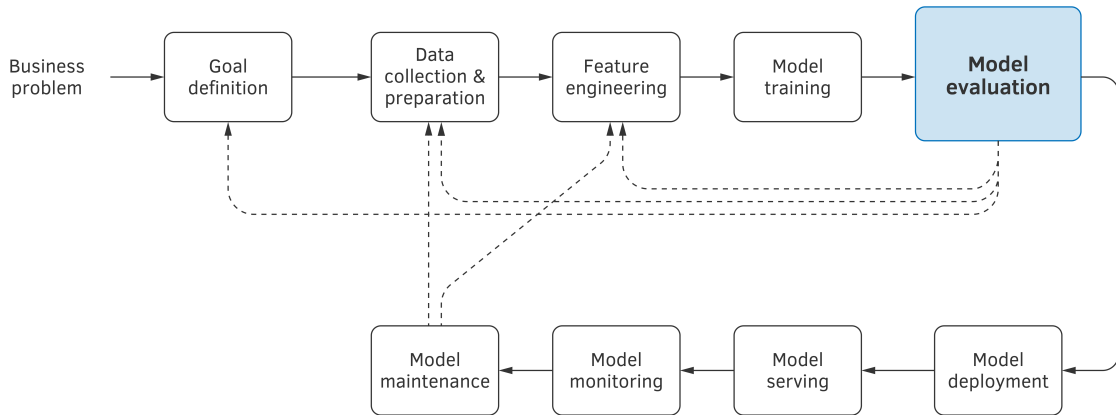 Business
problem
Goal
definition
Data
collection &
preparation
Feature
engineering
Model
training
Model
evaluation
Model
maintenance
Model
monitoring
Model
serving
Model
deployment